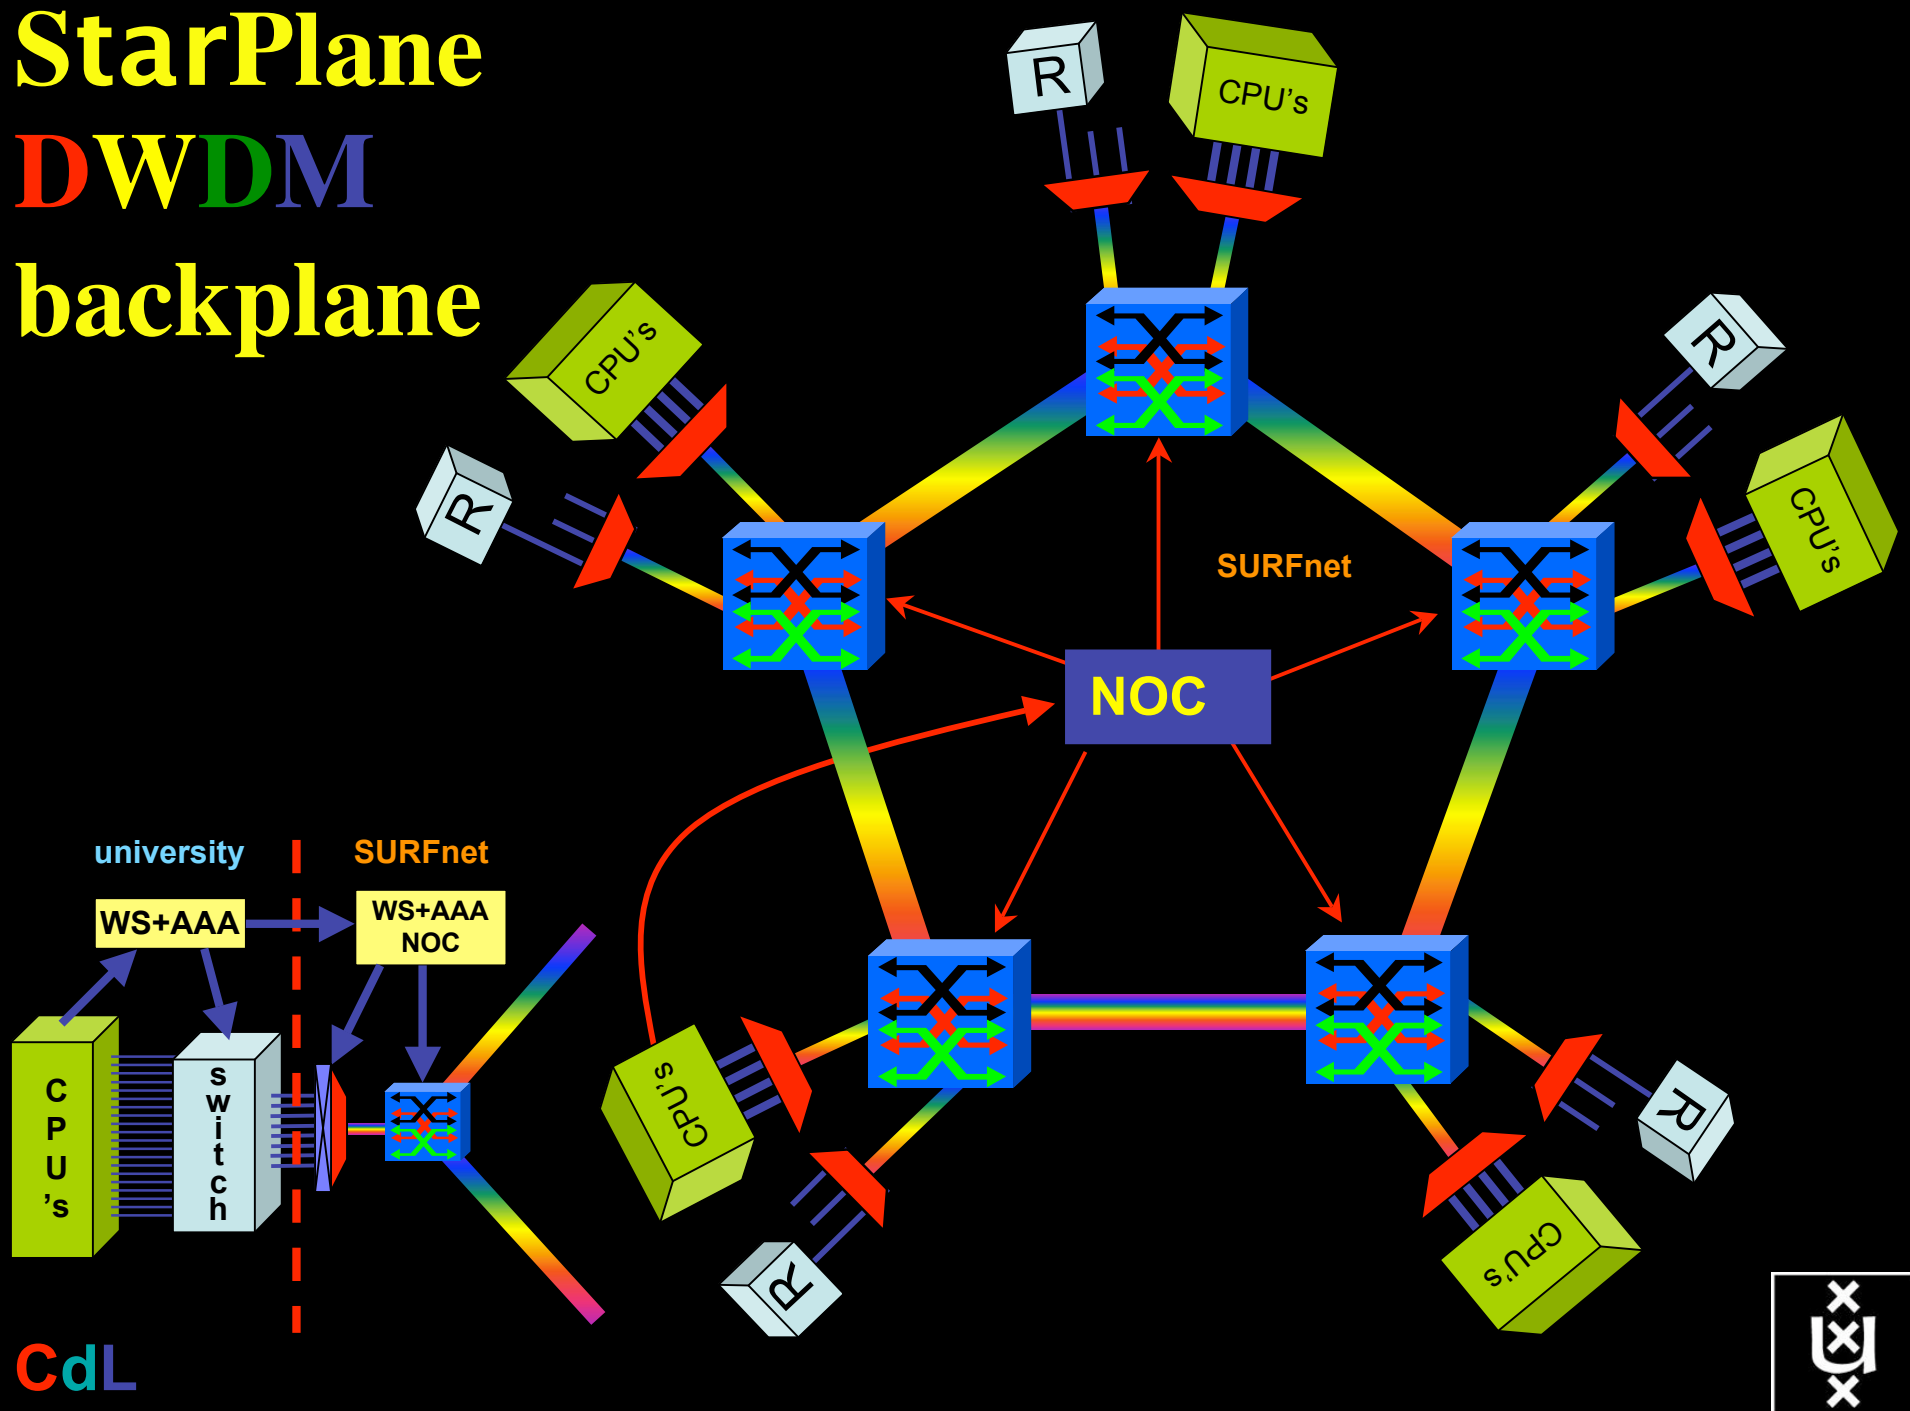 StarPlane
DWDM
backplane
R
CPU's
CPU's
R
R
CPU's
SURFnet
NOC
university
SURFnet
WS+AAA
WS+AAA
NOC
CPU's
switch
CPU's
R
R
CPU's
CdL